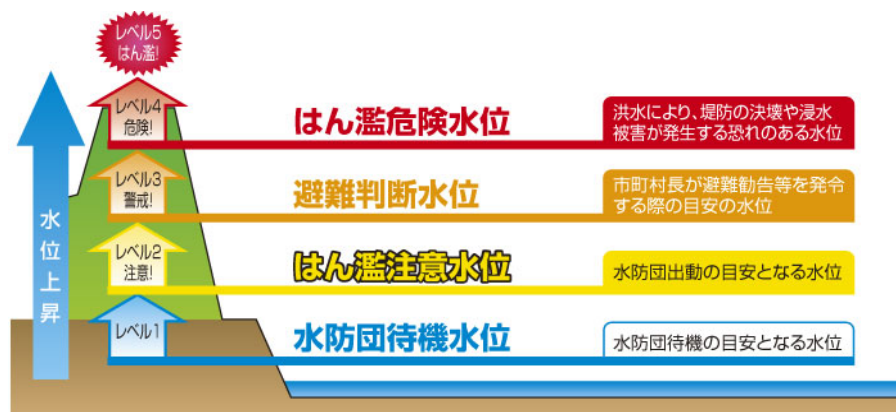 レベル5
はん濫!
レベル4
危険!
はん濫危険水位
洪水により、堤防の決壊や浸水
被害が発生する恐れのある水位
レベル3
警戒!
避難判断水位
市町村長が避難勧告等を発令
する際の目安の水位
レベル2
注意!
はん濫注意水位
水防団出動の目安となる水位
レベル1
水防団待機水位
水防団待機の目安となる水位
水位上昇